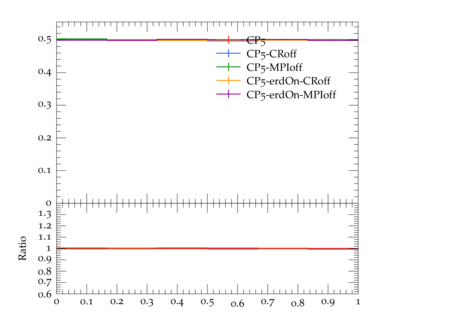 0.5
CP5
CP5-CRoff
CP5-MPIoff
CP5-erdOn-CRoff
CP5-erdOn-MPIoff
0.4
0.3
0.2
0.1
0
Ratio
1.3
1.2
1.1
1
0.9
0.8
0.7
0.6
0 0.1 0.2 0.3 0.4 0.5 0.6 0.7 0.8 0.9 1